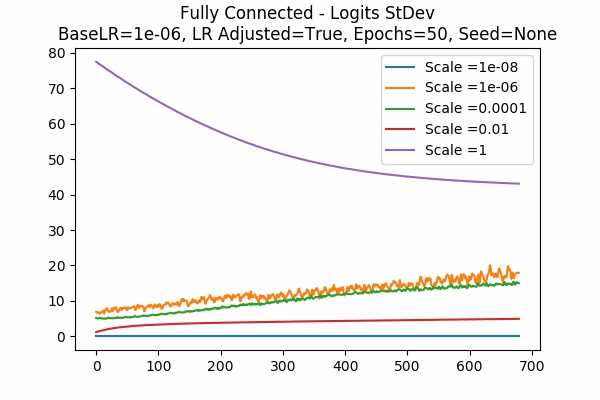 Fully Connected - Logits StDev
BaseLR=1e-06, LR Adjusted=True, Epochs=50, Seed=None
80
70
60
50
40
30
20
10
0
Scale =1e-08
Scale =1e-06
Scale =0.0001
Scale =0.01
Scale =1
0 100 200 300 400 500 600 700